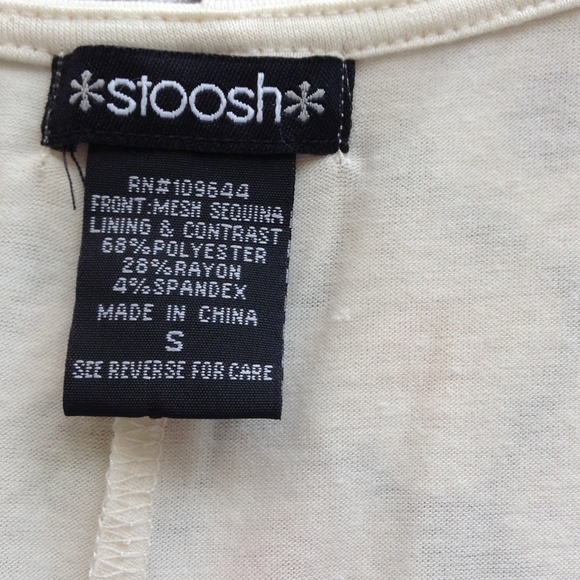 *stoosh*
RN#109644
FRONT:MESH SEQUINA
LINING & CONTRAST
68%POLYESTER
28%RAYON
4%SPANDEX
MADE IN CHINA
S
SEE REVERSE FOR CARE